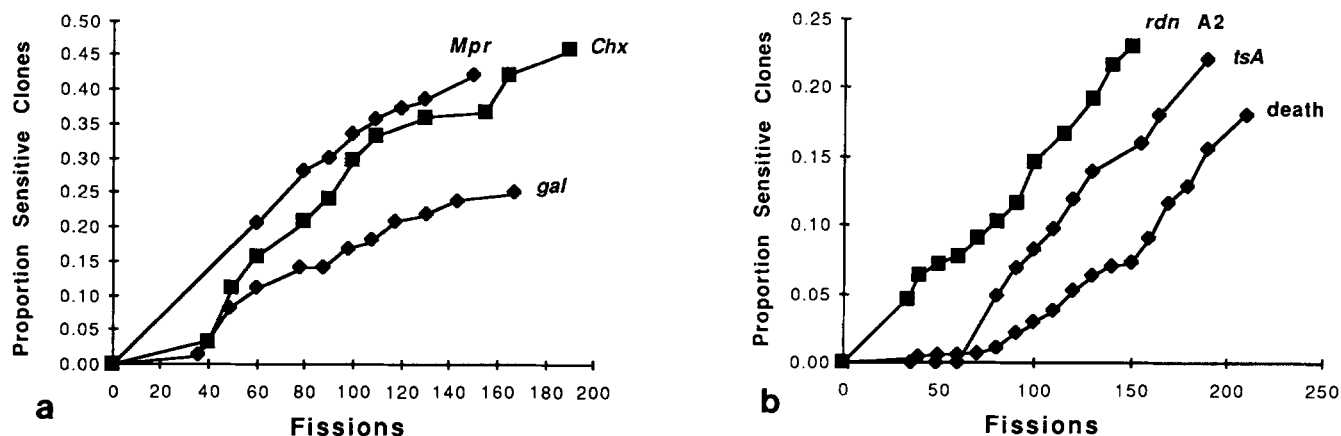 0.50
0.45
0.40
0.35
0.30
0.25
0.20
0.15
0.10
0.05
0.00
Proportion Sensitive Clones
Mpr
Chx
gal
0 20 40 60 80 100 120 140 160 180 200
Fissions
a
0.25
0.20
0.15
0.10
0.05
0.00
Proportion Sensitive Clones
rdn A2
tsA
death
0 50 100 150 200 250
Fissions
b